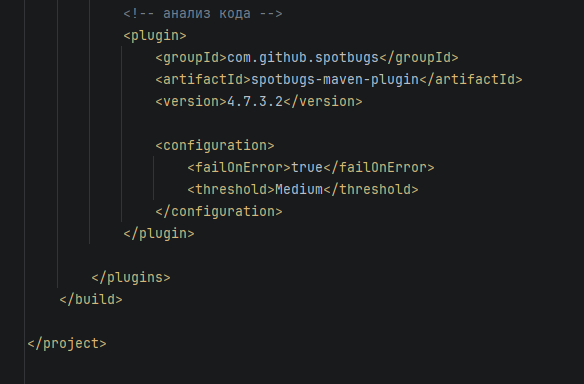 <!-- анализ кода -->
<plugin>
<groupId>com.github.spotbugs</groupId>
<artifactId>spotbugs-maven-plugin</artifactId>
<version>4.7.3.2</version>
<configuration>
<failOnError>true</failOnError>
<threshold>Medium</threshold>
</configuration>
</plugin>
</plugins>
</build>
</project>